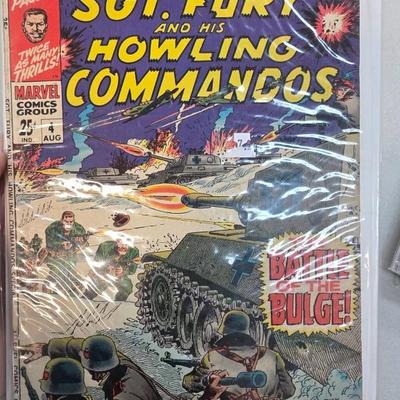 SGT. FURY
AND HIS
HOWLING
COMMANDOS
TWICE
AS MANY
THRILLS!
MARVEL
COMICS
GROUP
25¢
IND.
4
AUG
7
BATTLE
OF THE
BULGE!